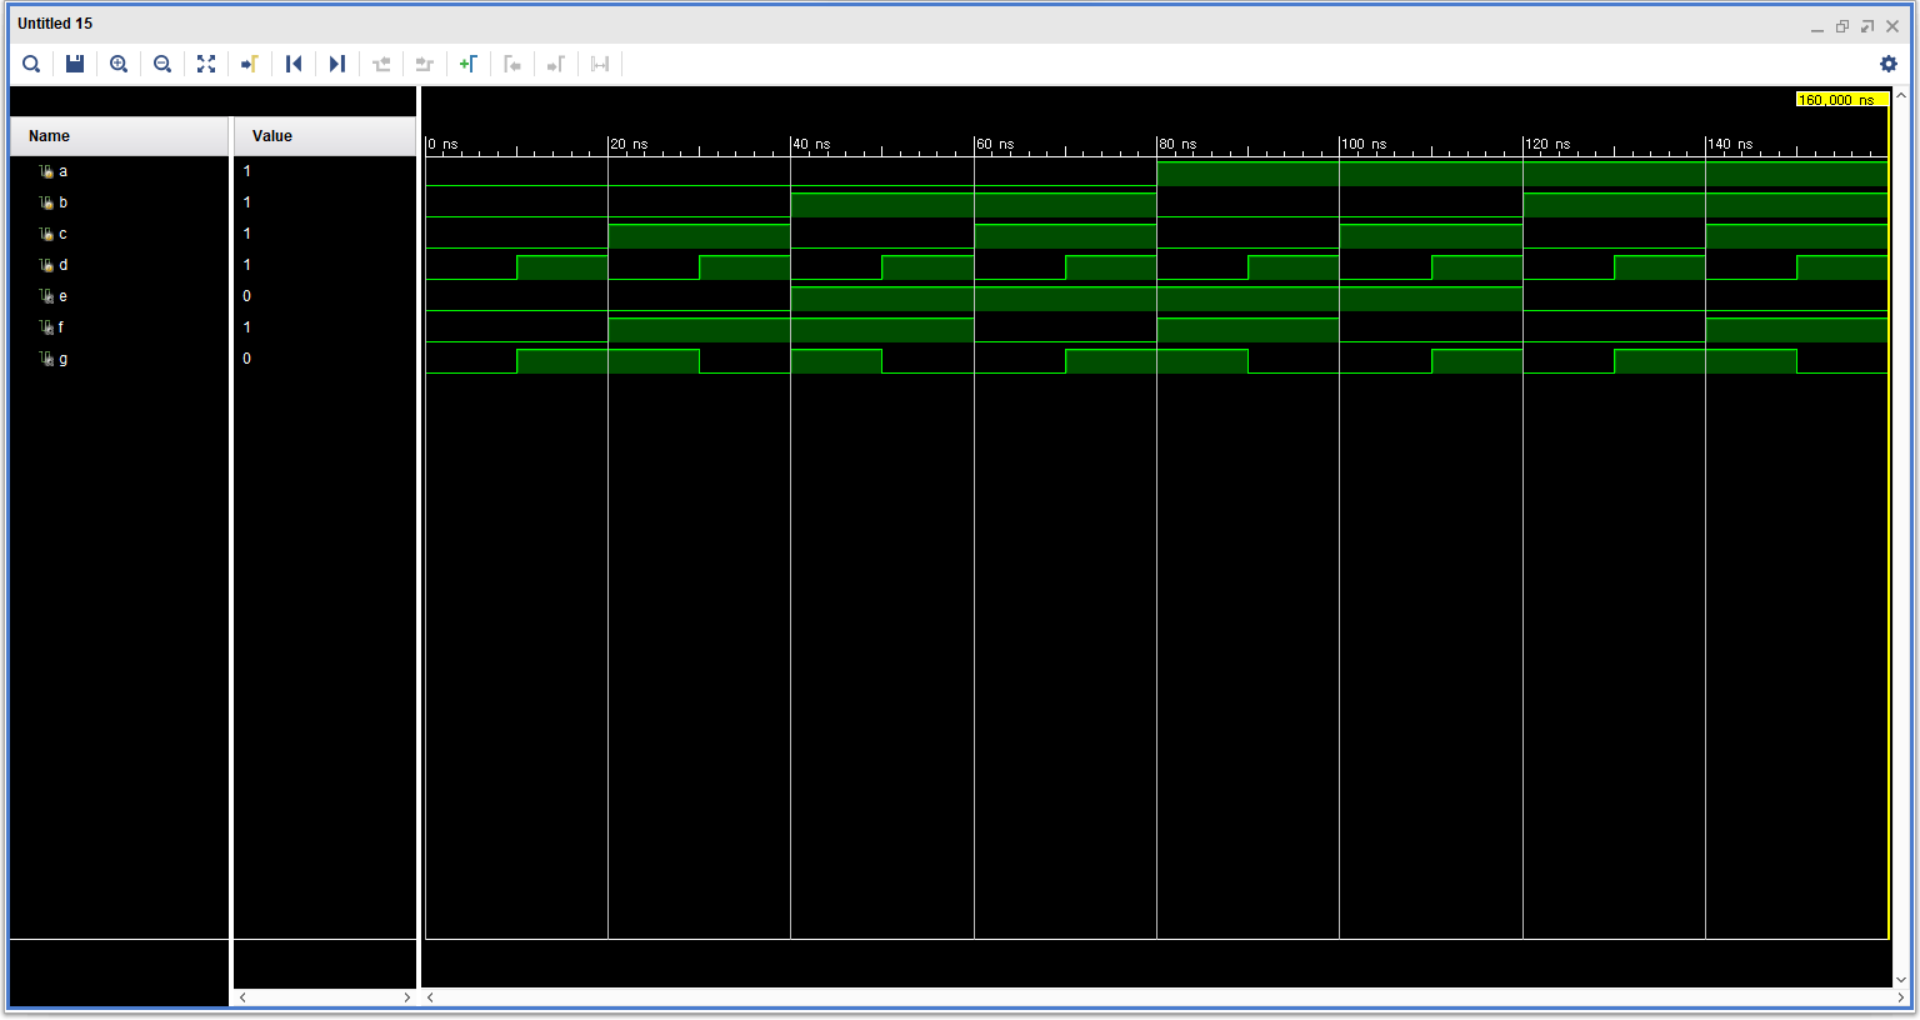 Untitled 15
160,000 ns
Name Value
0 ns 20 ns 40 ns 60 ns 80 ns 100 ns 120 ns 140 ns
a 1
b 1
c 1
d 1
e 0
f 1
g 0